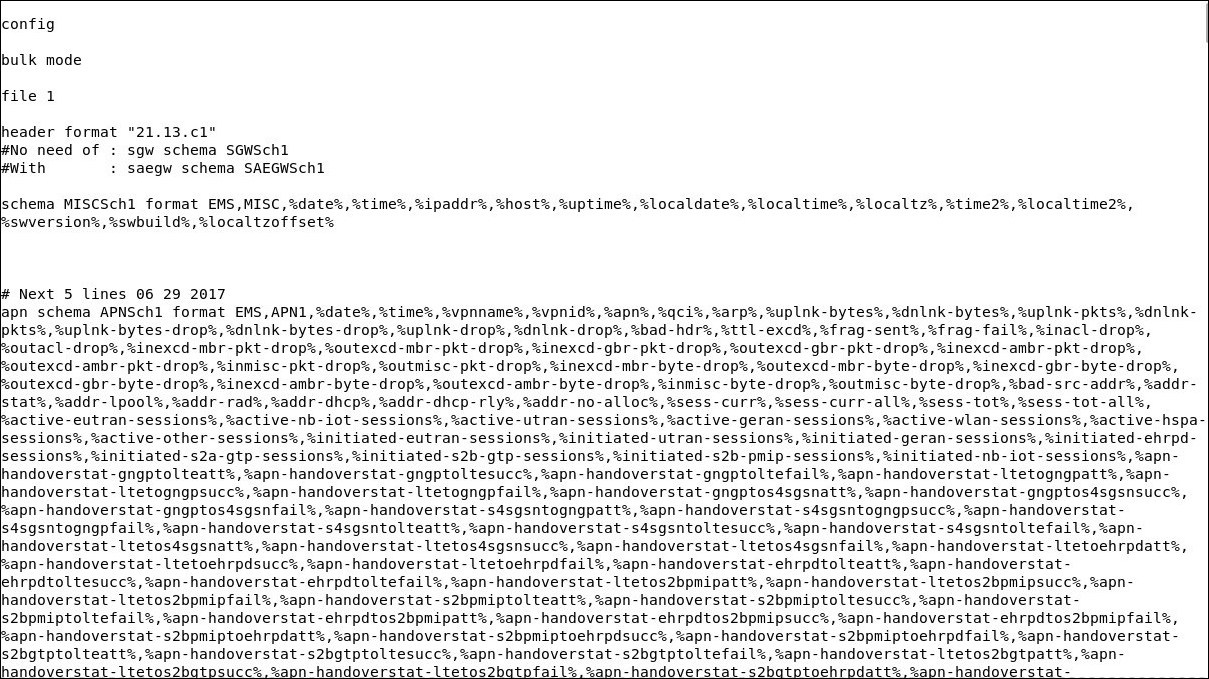 config
bulk mode
file 1
header format "21.13.c1"
#No need of : sgw schema SGWSch1
#With       : saegw schema SAEGWSch1
schema MISCSch1 format EMS,MISC,%date%,%time%,%ipaddr%,%host%,%uptime%,%localdate%,%localtime%,%localtz%,%time2%,%localtime2%,
%swversion%,%swbuild%,%localtzoffset%
# Next 5 lines 06 29 2017
apn schema APNSch1 format EMS,APN1,%date%,%time%,%vpnname%,%vpnid%,%apn%,%qci%,%arp%,%uplnk-bytes%,%dnlnk-bytes%,%uplnk-pkts%,%dnlnk-
pkts%,%uplnk-bytes-drop%,%dnlnk-bytes-drop%,%uplnk-drop%,%dnlnk-drop%,%bad-hdr%,%ttl-excd%,%frag-sent%,%frag-fail%,%inacl-drop%,
%outacl-drop%,%inexcd-mbr-pkt-drop%,%outexcd-mbr-pkt-drop%,%inexcd-gbr-pkt-drop%,%outexcd-gbr-pkt-drop%,%inexcd-ambr-pkt-drop%,
%outexcd-ambr-pkt-drop%,%inmisc-pkt-drop%,%outmisc-pkt-drop%,%inexcd-mbr-byte-drop%,%outexcd-mbr-byte-drop%,%inexcd-gbr-byte-drop%,
%outexcd-gbr-byte-drop%,%inexcd-ambr-byte-drop%,%outexcd-ambr-byte-drop%,%inmisc-byte-drop%,%outmisc-byte-drop%,%bad-src-addr%,%addr-
stat%,%addr-lpool%,%addr-rad%,%addr-dhcp%,%addr-dhcp-rly%,%addr-no-alloc%,%sess-curr%,%sess-curr-all%,%sess-tot%,%sess-tot-all%,
%active-eutran-sessions%,%active-nb-iot-sessions%,%active-utran-sessions%,%active-geran-sessions%,%active-wlan-sessions%,%active-hspa-
sessions%,%active-other-sessions%,%initiated-eutran-sessions%,%initiated-utran-sessions%,%initiated-geran-sessions%,%initiated-ehrpd-
sessions%,%initiated-s2a-gtp-sessions%,%initiated-s2b-gtp-sessions%,%initiated-s2b-pmip-sessions%,%initiated-nb-iot-sessions%,%apn-
handoverstat-gngptolteatt%,%apn-handoverstat-gngptoltesucc%,%apn-handoverstat-gngptoltefail%,%apn-handoverstat-ltetogngpatt%,%apn-
handoverstat-ltetogngpsucc%,%apn-handoverstat-ltetogngpfail%,%apn-handoverstat-gngptos4sgsnatt%,%apn-handoverstat-gngptos4sgsnsucc%,
%apn-handoverstat-gngptos4sgsnfail%,%apn-handoverstat-s4sgsntogngpatt%,%apn-handoverstat-s4sgsntogngpsucc%,%apn-handoverstat-
s4sgsntogngpfail%,%apn-handoverstat-s4sgsntolteatt%,%apn-handoverstat-s4sgsntoltesucc%,%apn-handoverstat-s4sgsntoltefail%,%apn-
handoverstat-ltetos4sgsnatt%,%apn-handoverstat-ltetos4sgsnsucc%,%apn-handoverstat-ltetos4sgsnfail%,%apn-handoverstat-ltetoehrpdatt%,
%apn-handoverstat-ltetoehrpdsucc%,%apn-handoverstat-ltetoehrpdfail%,%apn-handoverstat-ehrpdtolteatt%,%apn-handoverstat-
ehrpdtoltesucc%,%apn-handoverstat-ehrpdtoltefail%,%apn-handoverstat-ltetos2bpmipatt%,%apn-handoverstat-ltetos2bpmipsucc%,%apn-
handoverstat-ltetos2bpmipfail%,%apn-handoverstat-s2bpmiptolteatt%,%apn-handoverstat-s2bpmiptoltesucc%,%apn-handoverstat-
s2bpmiptoltefail%,%apn-handoverstat-ehrpdtos2bpmipatt%,%apn-handoverstat-ehrpdtos2bpmipsucc%,%apn-handoverstat-ehrpdtos2bpmipfail%,
%apn-handoverstat-s2bpmiptoehrpdatt%,%apn-handoverstat-s2bpmiptoehrpdsucc%,%apn-handoverstat-s2bpmiptoehrpdfail%,%apn-handoverstat-
s2bgtptolteatt%,%apn-handoverstat-s2bgtptoltesucc%,%apn-handoverstat-s2bgtptoltefail%,%apn-handoverstat-ltetos2bgtpatt%,%apn-
handoverstat-ltetos2bgtpsucc%,%apn-handoverstat-ltetos2bgtpfail%,%apn-handoverstat-s2bgtptoehrpdatt%,%apn-handoverstat-